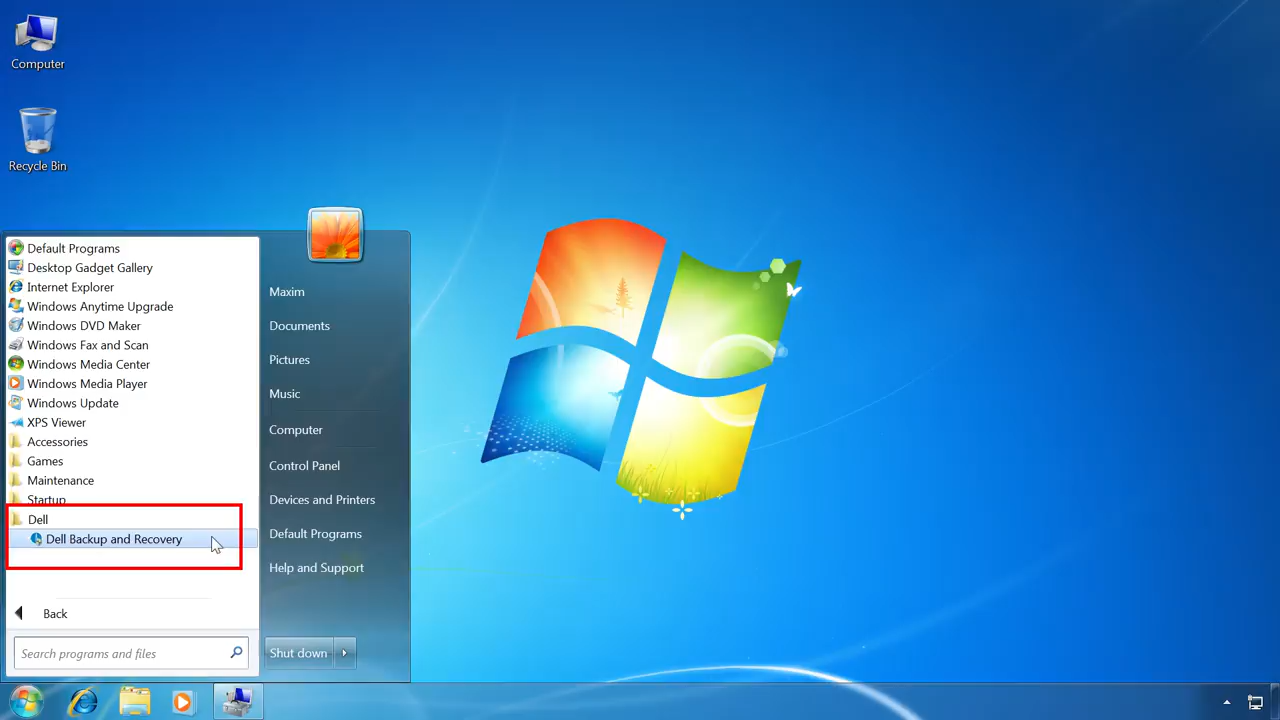 Computer
Recycle Bin
Default Programs
Desktop Gadget Gallery
Internet Explorer
Windows Anytime Upgrade
Windows DVD Maker
Windows Fax and Scan
Windows Media Center
Windows Media Player
Windows Update
XPS Viewer
Accessories
Games
Maintenance
Startup
Dell
Dell Backup and Recovery
Back
Search programs and files
Maxim
Documents
Pictures
Music
Computer
Control Panel
Devices and Printers
Default Programs
Help and Support
Shut down